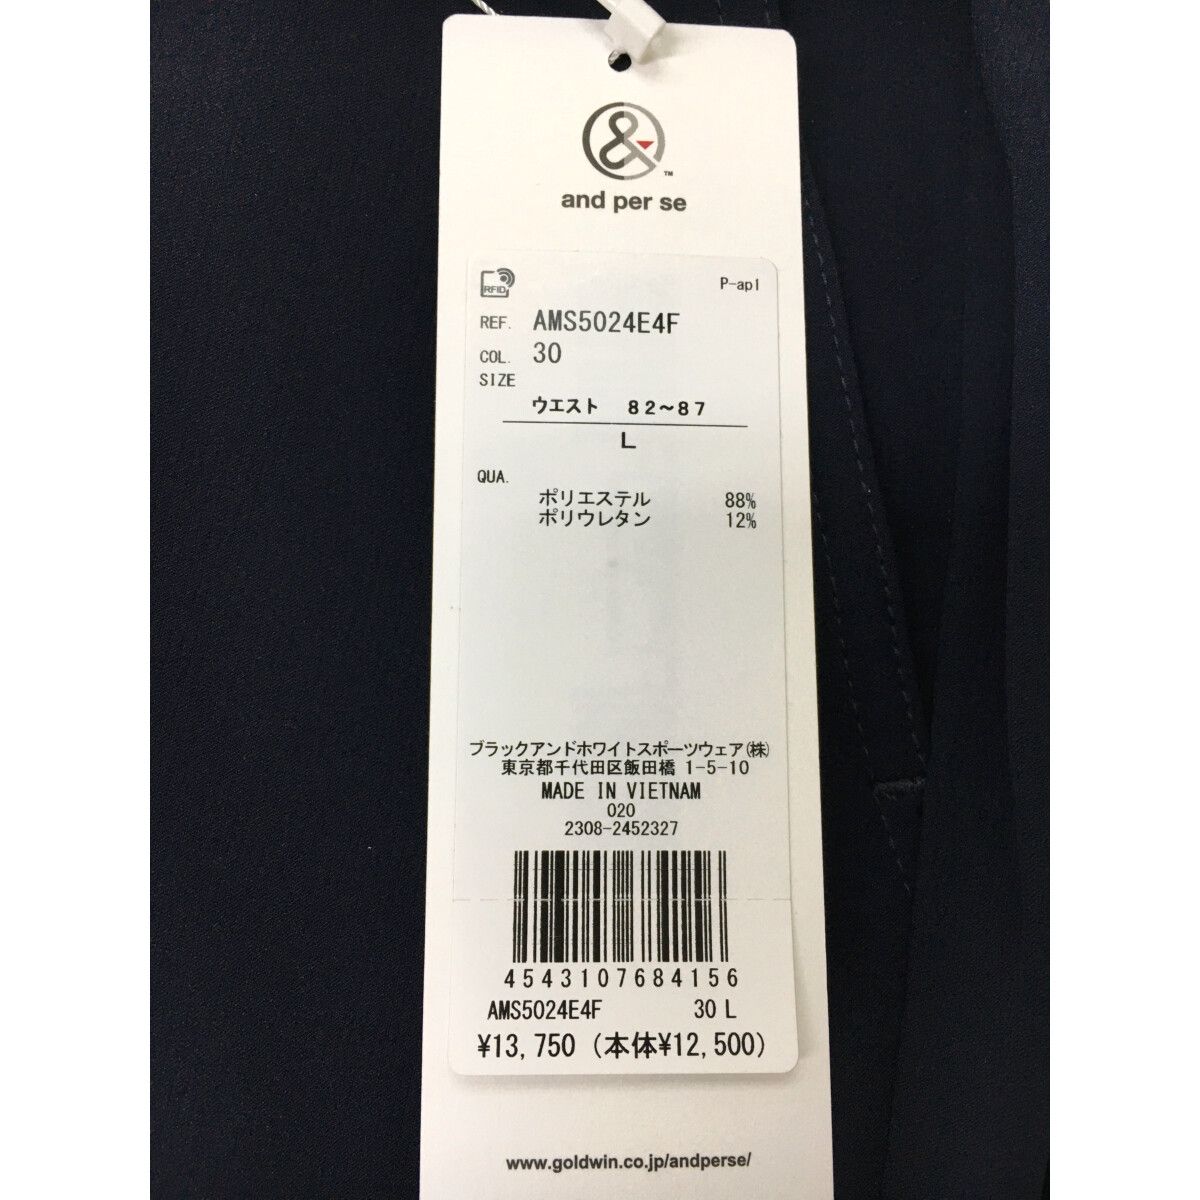 &
TM
and per se
RFID
P-apl
REF. AMS5024E4F
COL. 30
SIZE
ウエスト 82～87
L
QUA.
ポリエステル 88%
ポリウレタン 12%
ブラックアンドホワイトスポーツウェア(株)
東京都千代田区飯田橋 1-5-10
MADE IN VIETNAM
020
2308-2452327
4543107684156
AMS5024E4F 30 L
¥13,750 (本体¥12,500)
www.goldwin.co.jp/andperse/